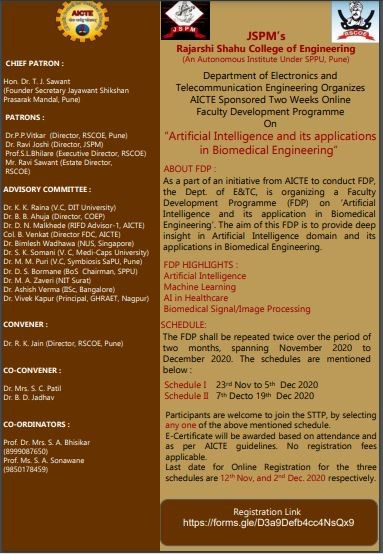 AICTE
JSPM
RSCOE
CHIEF PATRON :
Hon. Dr. T. J. Sawant
(Founder Secretary Jayawant Shikshan
Prasarak Mandal, Pune)
PATRONS :
Dr.P.P.Vitkar (Director, RSCOE, Pune)
Dr. Ravi Joshi (Director, JSPM)
Prof.S.L.Bhilare (Executive Director, RSCOE)
Mr. Ravi Sawant (Estate Director,
RSCOE)
ADVISORY COMMITTEE :
Dr. K. K. Raina (V.C, DIT University)
Dr. B. B. Ahuja (Director, COEP)
Dr. D. N. Malkhede (RIFD Advisor-1, AICTE)
Col. B. Venkat (Director FDC, AICTE)
Dr. Bimlesh Wadhava (NUS, Singapore)
Dr. S. K. Somani (V.C, Medi-Caps University)
Dr. M. M. Puri (V.C, Symbiosis SaPU, Pune)
Dr. D. S. Bormane (BoS Chairman, SPPU)
Dr. M. A. Zaveri (NIT Surat)
Dr. Ashish Verma (IISc, Bangalore)
Dr. Vivek Kapur (Principal, GHRAET, Nagpur)
CONVENER :
Dr. R. K. Jain (Director, RSCOE, Pune)
CO-CONVENER :
Dr. Mrs. S. C. Patil
Dr. B. D. Jadhav
CO-ORDINATORS :
Prof. Dr. Mrs. S. A. Bhisikar
(8999087650)
Prof. Ms. S. A. Sonawane
(9850178459)
JSPM's
Rajarshi Shahu College of Engineering
(An Autonomous Institute Under SPPU, Pune)
Department of Electronics and
Telecommunication Engineering Organizes
AICTE Sponsored Two Weeks Online
Faculty Development Programme
On
"Artificial Intelligence and its applications
in Biomedical Engineering"
ABOUT FDP :
As a part of an initiative from AICTE to conduct FDP,
the Dept. of E&TC, is organizing a Faculty
Development Programme (FDP) on 'Artificial
Intelligence and its application in Biomedical
Engineering'. The aim of this FDP is to provide deep
insight in Artificial Intelligence domain and its
applications in Biomedical Engineering.
FDP HIGHLIGHTS :
Artificial Intelligence
Machine Learning
AI in Healthcare
Biomedical Signal/Image Processing
SCHEDULE:
The FDP shall be repeated twice over the period of
two months, spanning November 2020 to
December 2020. The schedules are mentioned
below :
Schedule I 23rd Nov to 5th Dec 2020
Schedule II 7th Decto 19th Dec 2020
Participants are welcome to join the STTP, by selecting
any one of the above mentioned schedule.
E-Certificate will be awarded based on attendance and
as per AICTE guidelines. No registration fees
applicable.
Last date for Online Registration for the three
schedules are 12th Nov, and 2nd Dec. 2020 respectively.
Registration Link
https://forms.gle/D3a9Defb4cc4NsQx9